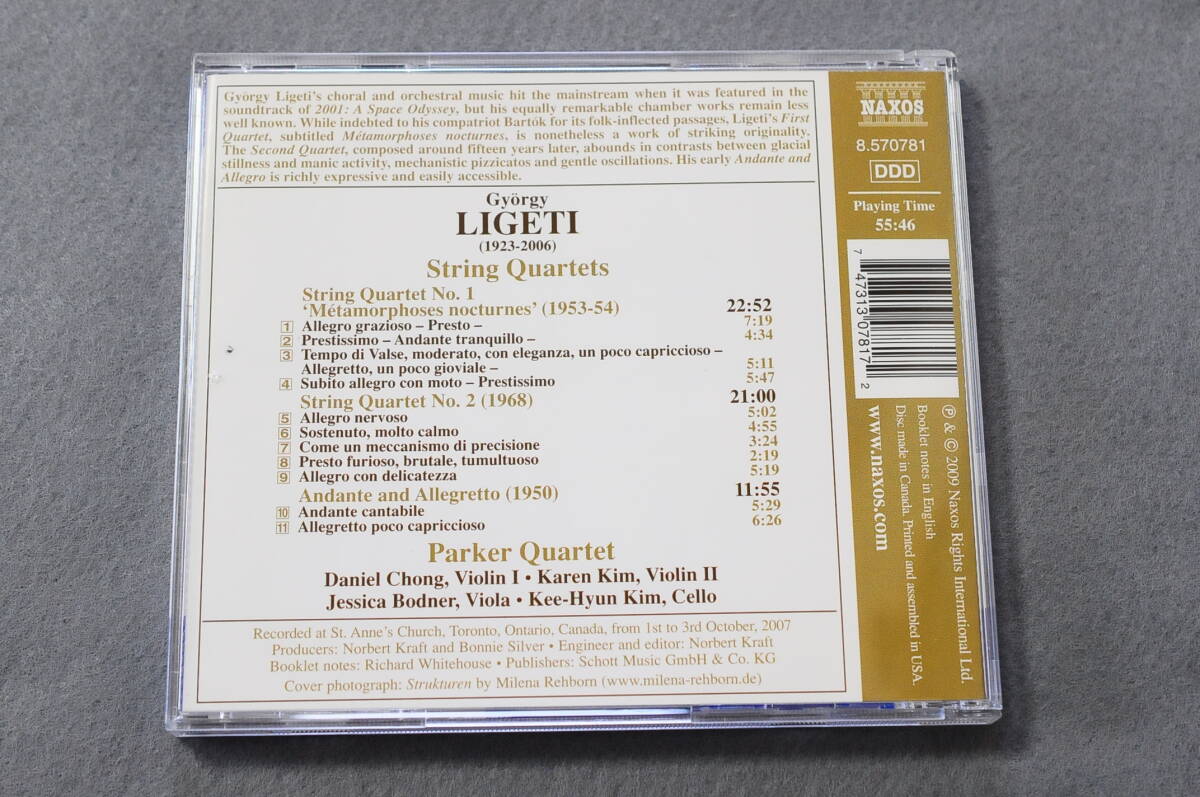 György Ligeti's choral and orchestral music hit the mainstream when it was featured in the
soundtrack of 2001: A Space Odyssey, but his equally remarkable chamber works remain less
well known. While indebted to his compatriot Bartók for its folk-inflected passages, Ligeti's First
Quartet, subtitled Métamorphoses nocturnes, is nonetheless a work of striking originality.
The Second Quartet, composed around fifteen years later, abounds in contrasts between glacial
stillness and manic activity, mechanistic pizzicatos and gentle oscillations. His early Andante and
Allegro is richly expressive and easily accessible.
György
LIGETI
(1923-2006)
String Quartets
String Quartet No. 1
'Métamorphoses nocturnes' (1953-54) 22:52
1 Allegro grazioso – Presto – 7:19
2 Prestissimo – Andante tranquillo – 4:34
3 Tempo di Valse, moderato, con eleganza, un poco capriccioso –
Allegretto, un poco gioviale – 5:11
4 Subito allegro con moto – Prestissimo 5:47
String Quartet No. 2 (1968) 21:00
5 Allegro nervoso 5:02
6 Sostenuto, molto calmo 4:55
7 Come un meccanismo di precisione 3:24
8 Presto furioso, brutale, tumultuoso 2:19
9 Allegro con delicatezza 5:19
Andante and Allegretto (1950) 11:55
10 Andante cantabile 5:29
11 Allegretto poco capriccioso 6:26
Parker Quartet
Daniel Chong, Violin I • Karen Kim, Violin II
Jessica Bodner, Viola • Kee-Hyun Kim, Cello
Recorded at St. Anne's Church, Toronto, Ontario, Canada, from 1st to 3rd October, 2007
Producers: Norbert Kraft and Bonnie Silver • Engineer and editor: Norbert Kraft
Booklet notes: Richard Whitehouse • Publishers: Schott Music GmbH & Co. KG
Cover photograph: Strukturen by Milena Rehborn (www.milena-rehborn.de)
NAXOS
8.570781
DDD
Playing Time
55:46
7 47313 07817 2
℗ & © 2009 Naxos Rights International Ltd.
Booklet notes in English
Disc made in Canada. Printed and assembled in USA.
www.naxos.com